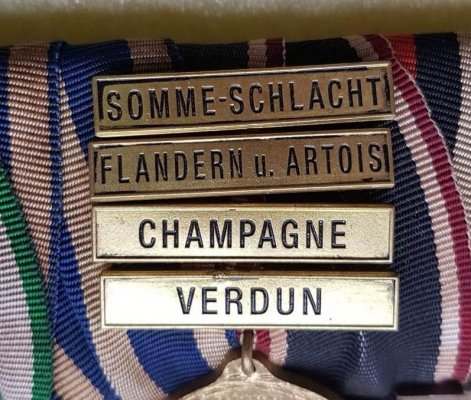 SOMME-SCHLACHT
FLANDERN u. ARTOIS
CHAMPAGNE
VERDUN